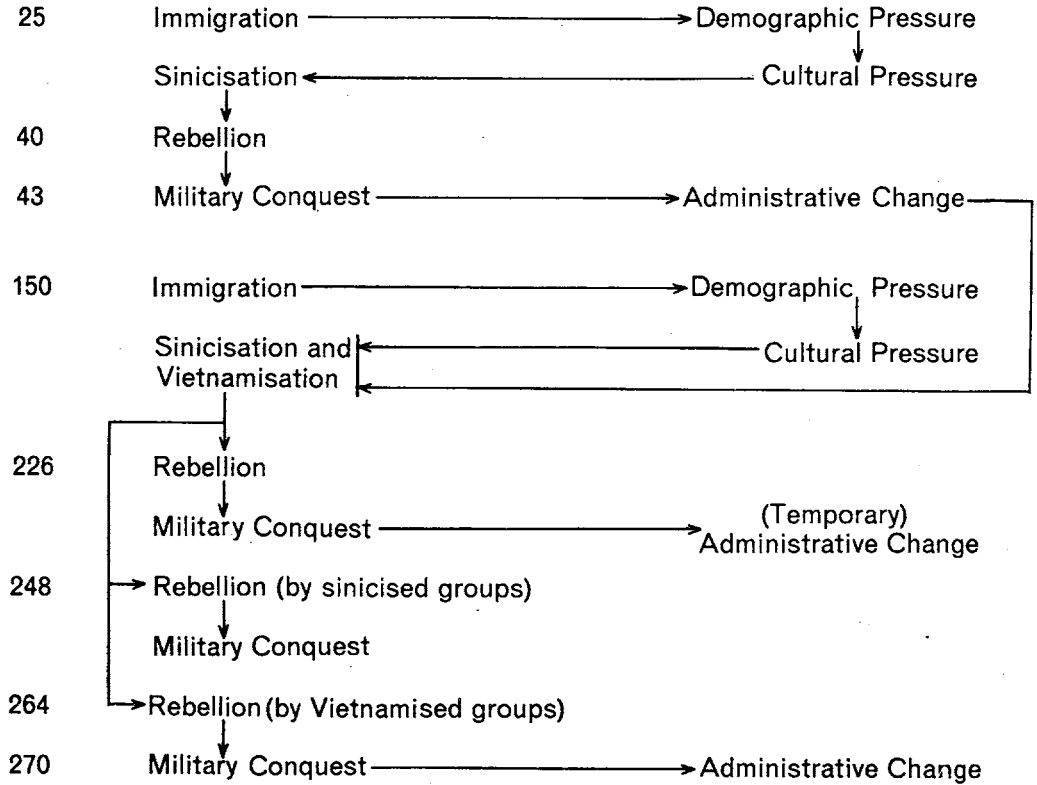 25 Immigration Demographic Pressure
Sinicisation Cultural Pressure
40 Rebellion
43 Military Conquest Administrative Change
150 Immigration Demographic Pressure
Sinicisation and
Vietnamisation
Cultural Pressure
226 Rebellion
Military Conquest
(Temporary)
Administrative Change
248 Rebellion (by sinicised groups)
Military Conquest
264 Rebellion (by Vietnamised groups)
270 Military Conquest Administrative Change